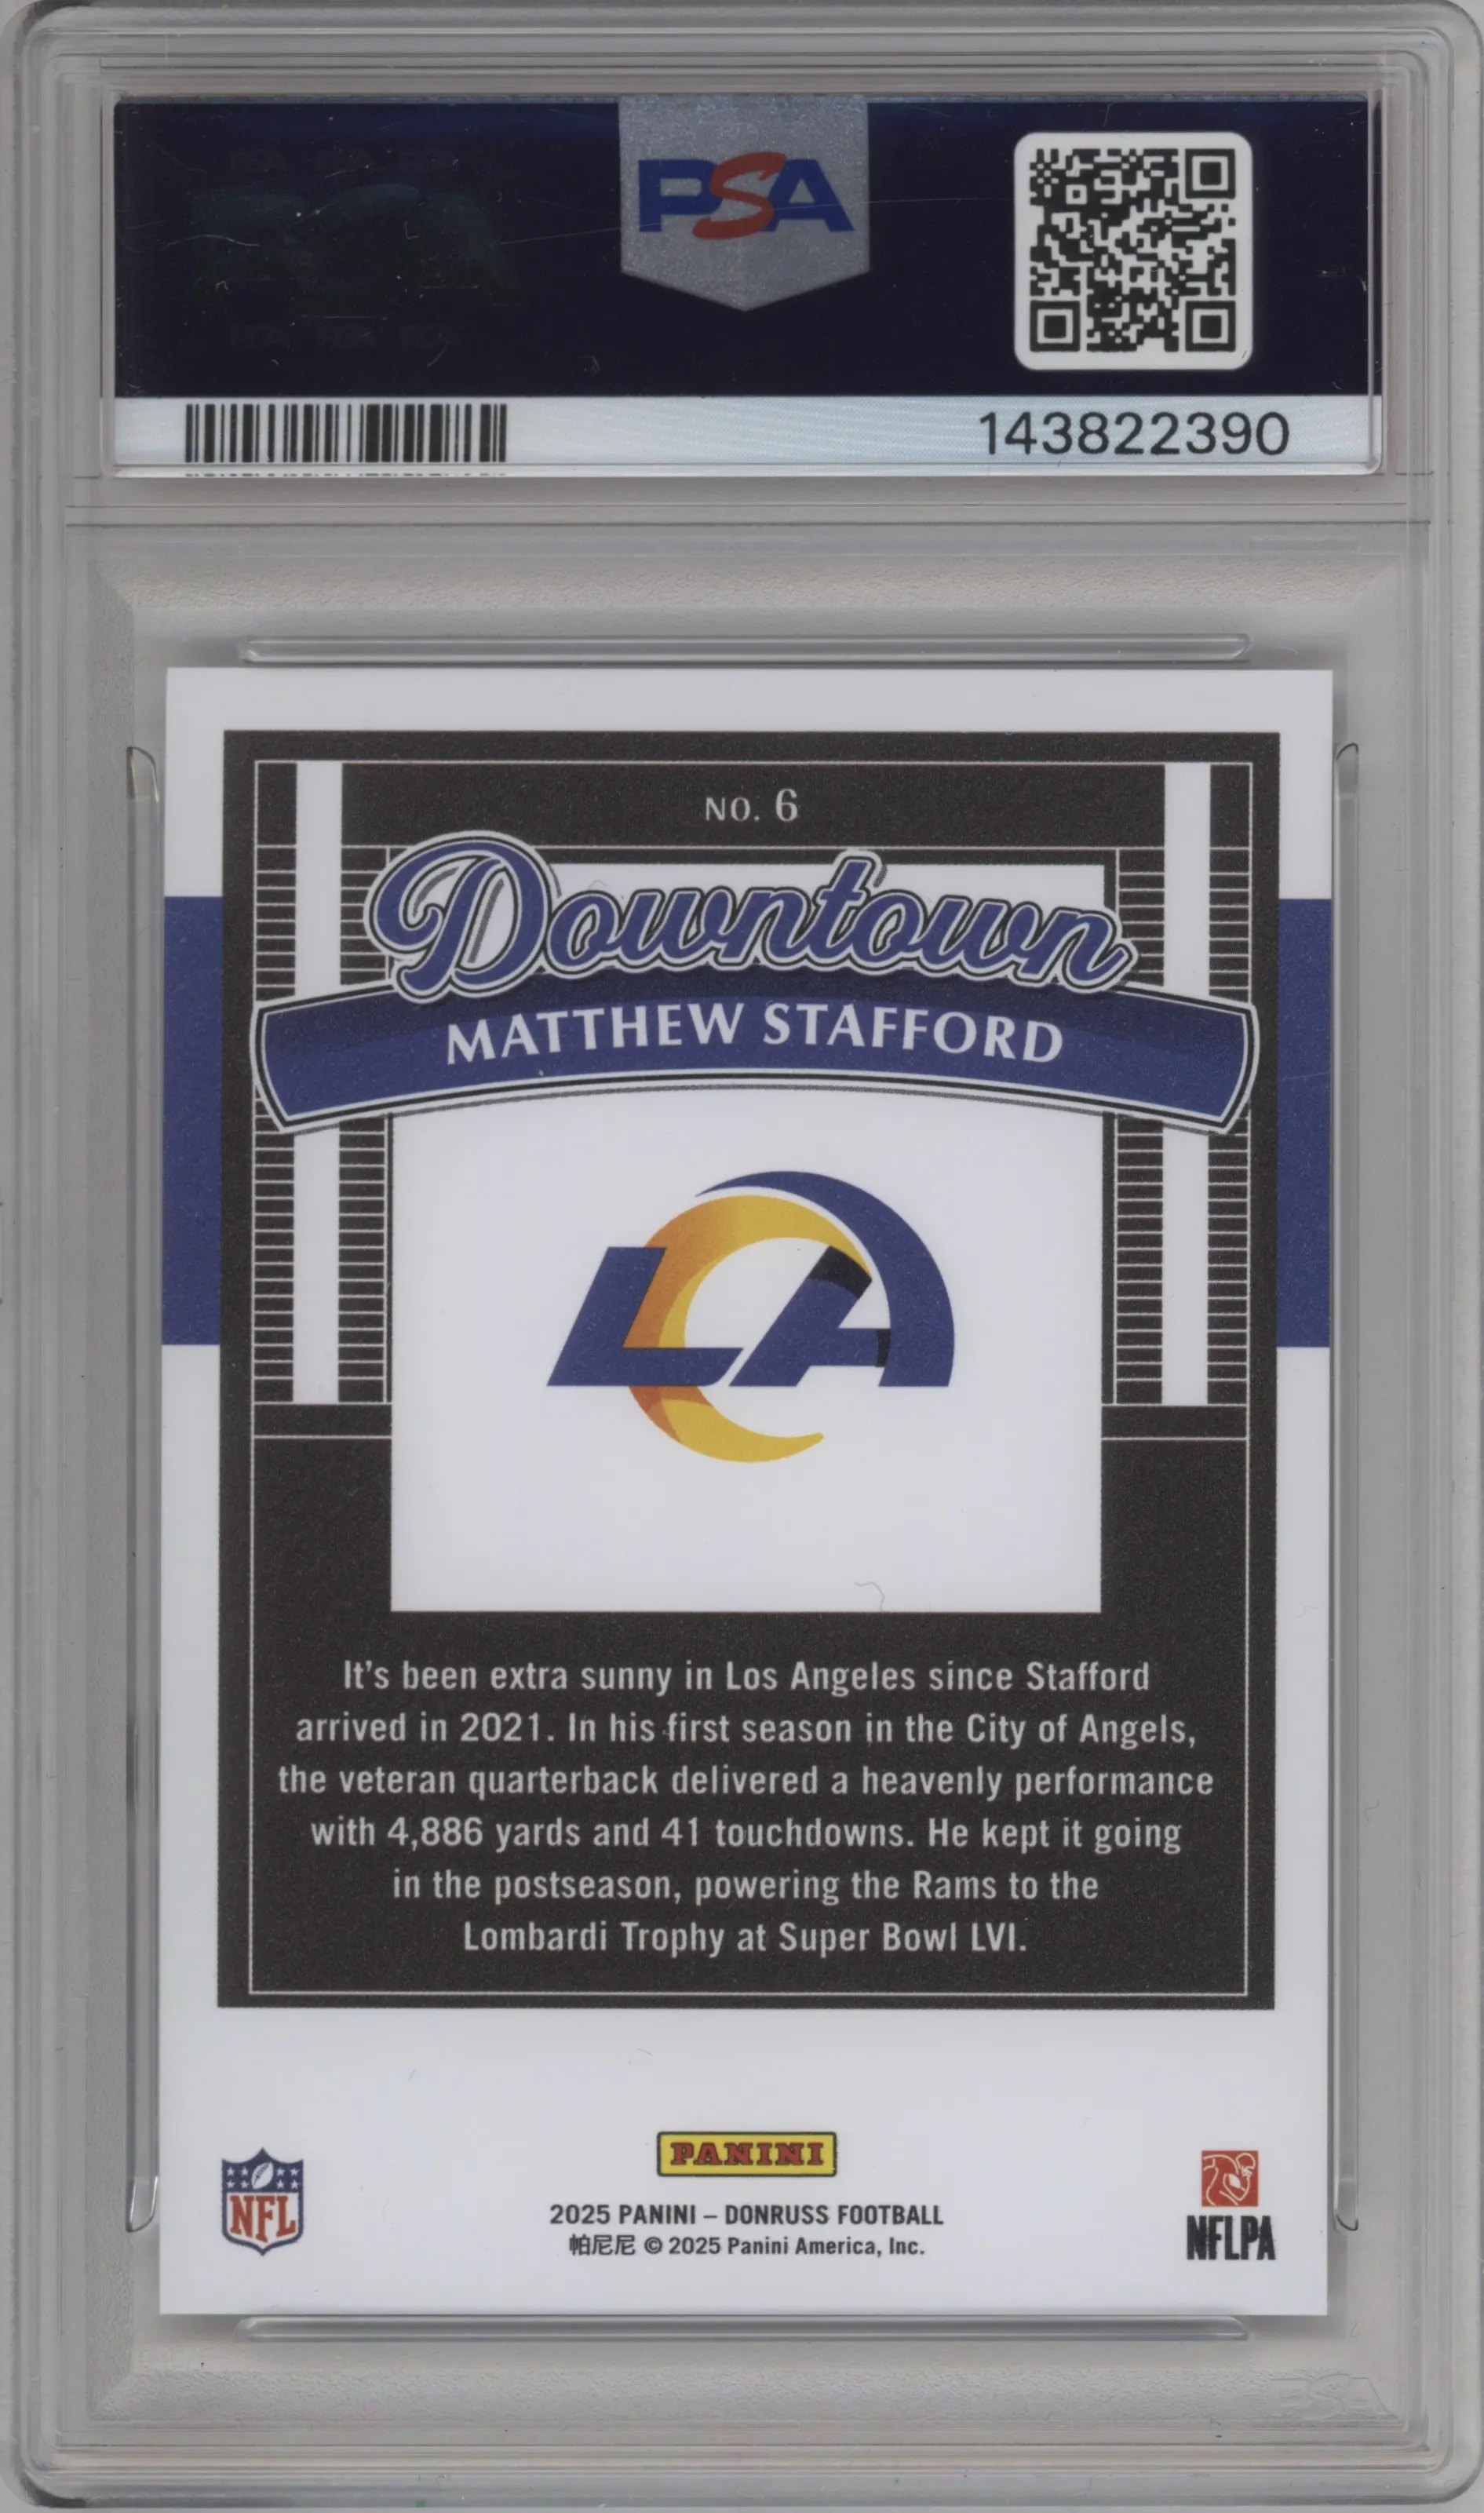 PSA
143822390
NO. 6
Downtown
MATTHEW STAFFORD
LA
It's been extra sunny in Los Angeles since Stafford
arrived in 2021. In his first season in the City of Angels,
the veteran quarterback delivered a heavenly performance
with 4,886 yards and 41 touchdowns. He kept it going
in the postseason, powering the Rams to the
Lombardi Trophy at Super Bowl LVI.
PANINI
NFL
2025 PANINI – DONRUSS FOOTBALL
帕尼尼 © 2025 Panini America, Inc.
NFLPA
PSA